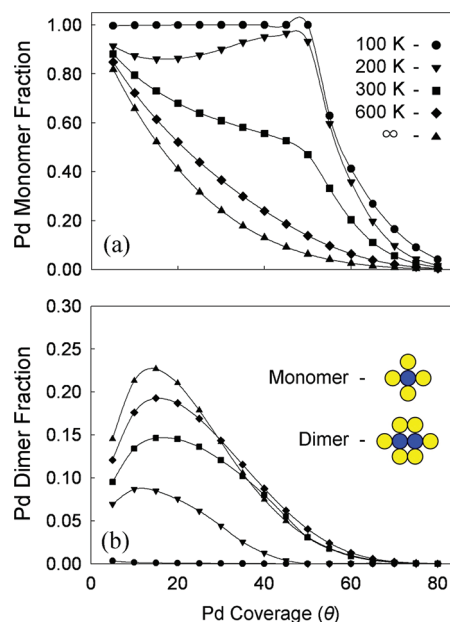 1.00
0.80
0.60
0.40
0.20
0.00
Pd Monomer Fraction
100 K -
200 K -
300 K -
600 K -
∞ -
(a)
0.30
0.25
0.20
0.15
0.10
0.05
0.00
Pd Dimer Fraction
Monomer -
Dimer -
(b)
0 20 40 60 80
Pd Coverage (θ)